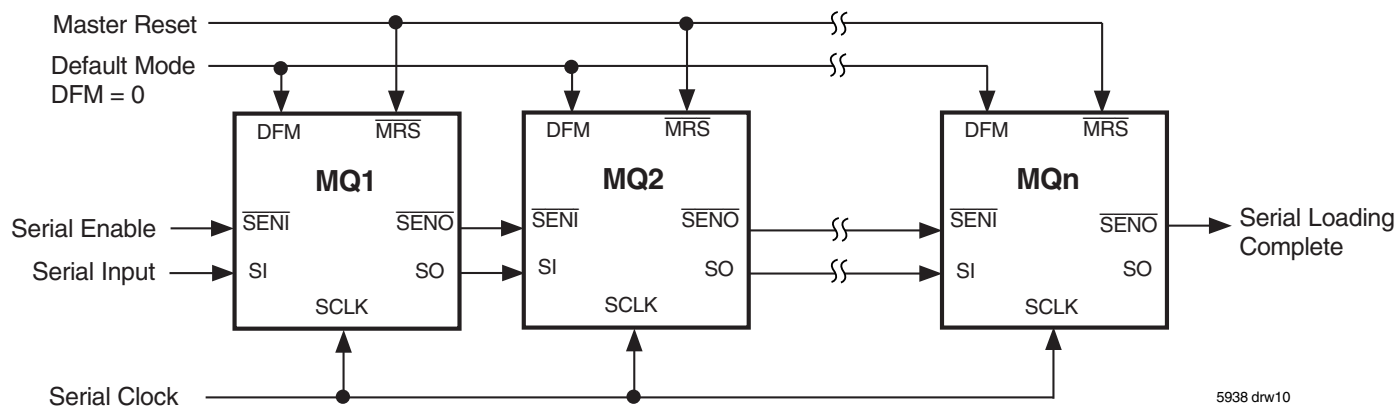 Master Reset
Default Mode
DFM = 0
DFM MRS
DFM MRS
DFM MRS
MQ1
MQ2
MQn
Serial Enable
SENI SENO
SENI SENO
SENI SENO
Serial Loading
Complete
Serial Input
SI SO
SI SO
SI SO
SCLK
SCLK
SCLK
Serial Clock
5938 drw10